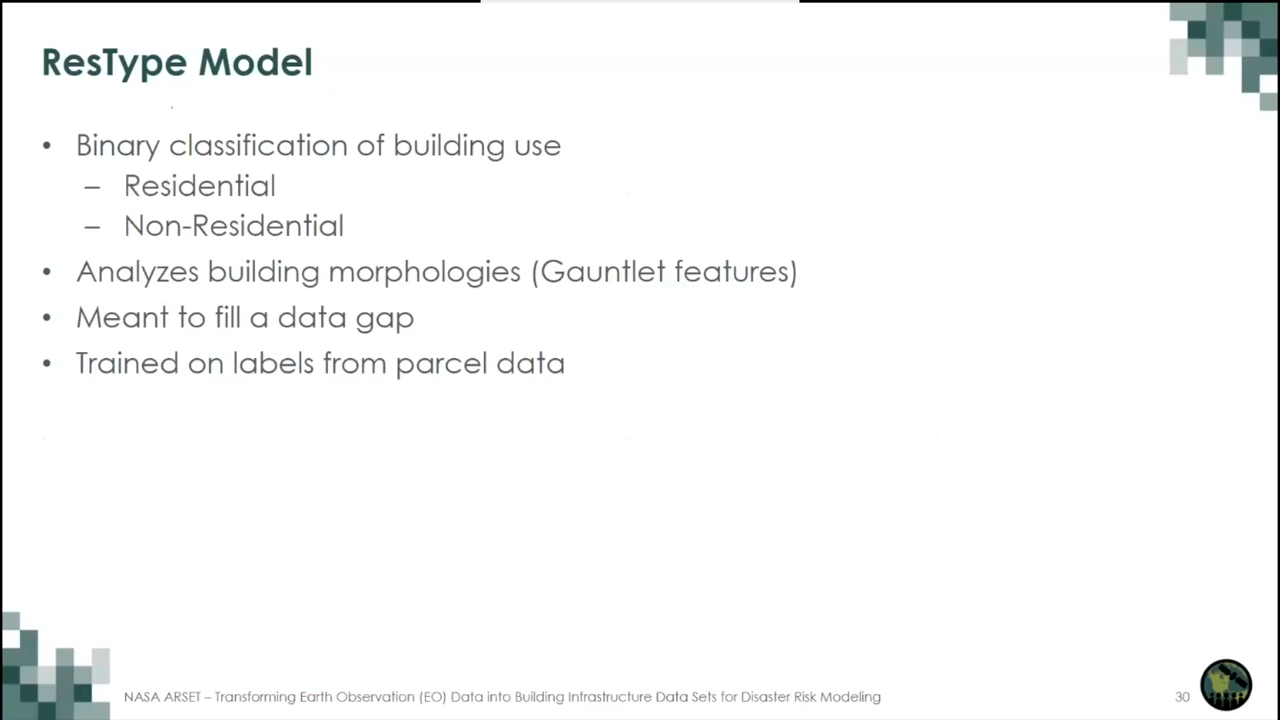 ResType Model
• Binary classification of building use
– Residential
– Non-Residential
• Analyzes building morphologies (Gauntlet features)
• Meant to fill a data gap
• Trained on labels from parcel data
NASA ARSET – Transforming Earth Observation (EO) Data into Building Infrastructure Data Sets for Disaster Risk Modeling
30